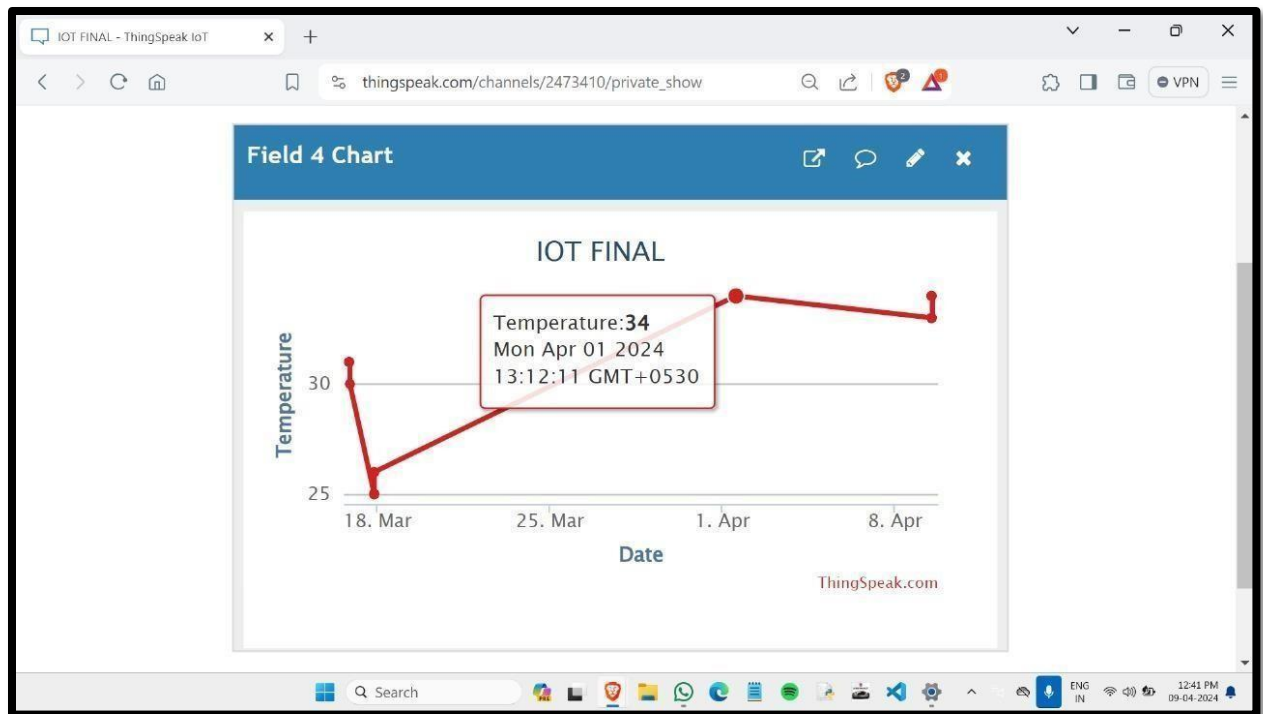 IOT FINAL - ThingSpeak IoT
thingspeak.com/channels/2473410/private_show
2
1
VPN
Field 4 Chart
IOT FINAL
Temperature:34
Mon Apr 01 2024
13:12:11 GMT+0530
Temperature
30
25
18. Mar
25. Mar
1. Apr
8. Apr
Date
ThingSpeak.com
Search
ENG
IN
12:41 PM
09-04-2024